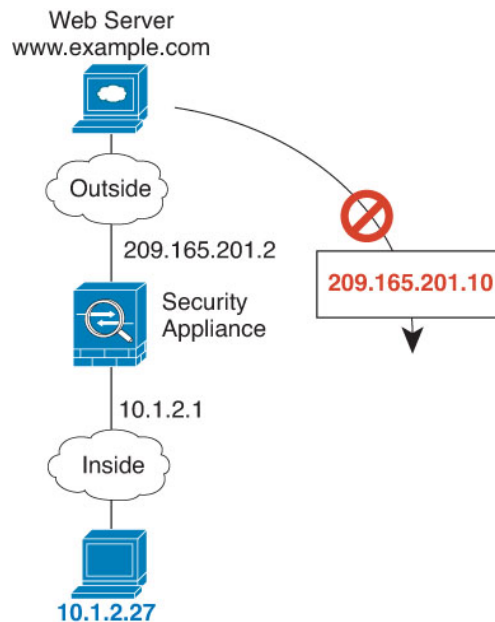 Web Server
www.example.com
Outside
209.165.201.2
209.165.201.10
Security
Appliance
10.1.2.1
Inside
10.1.2.27